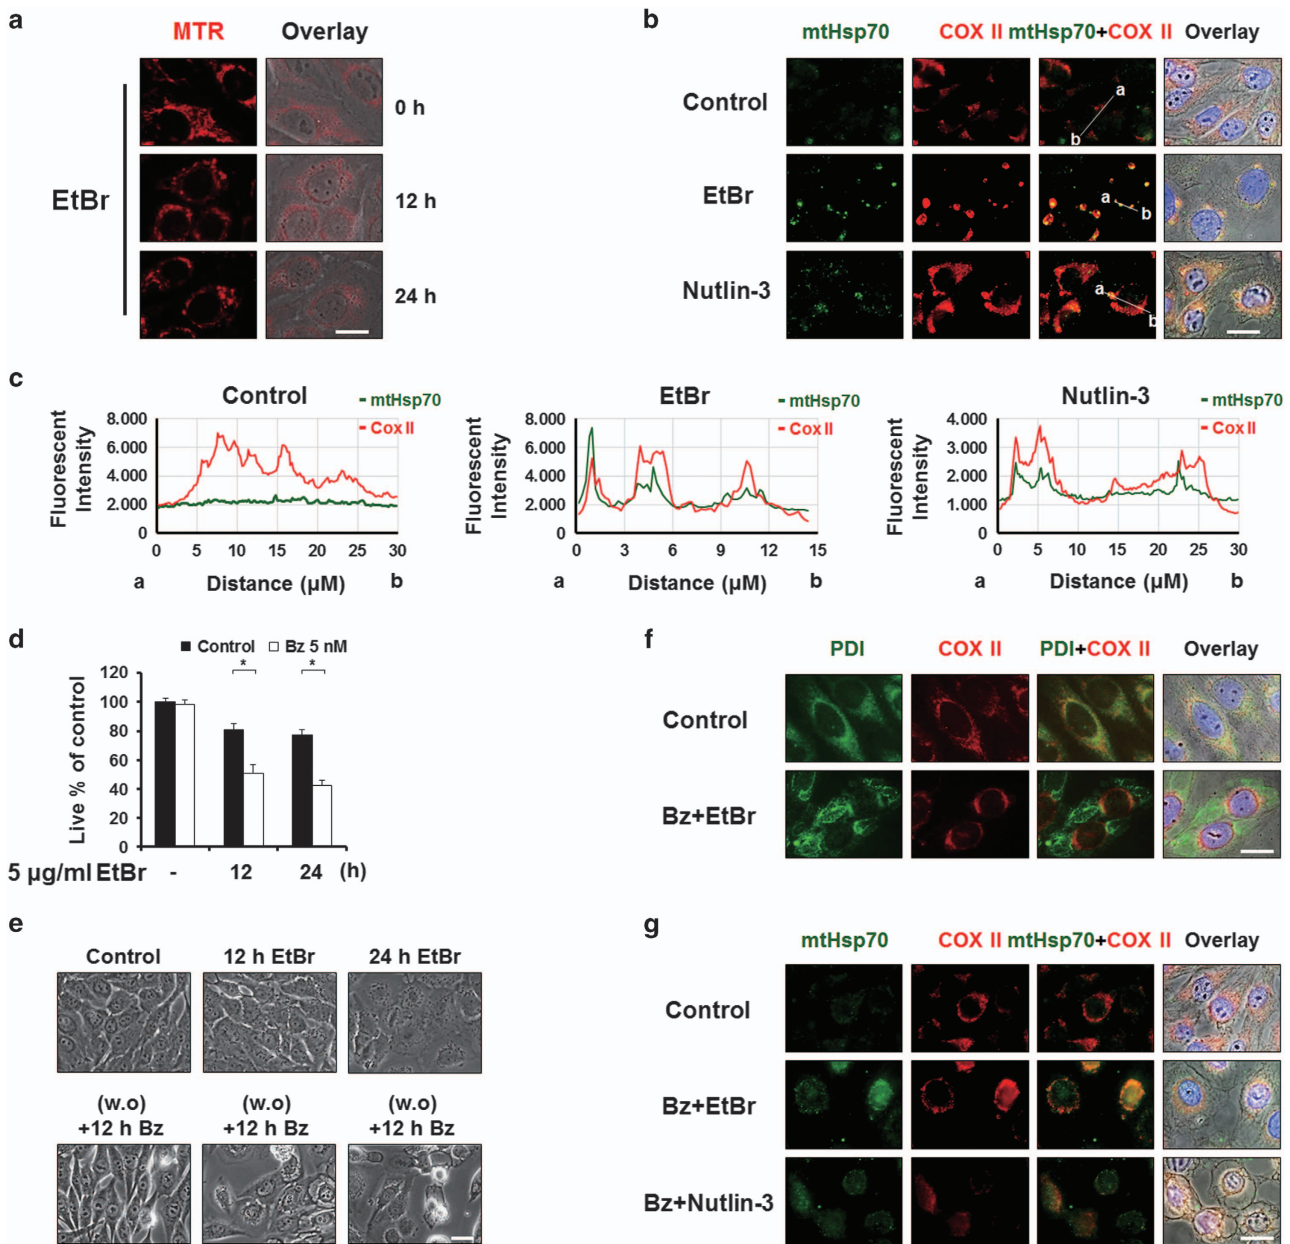 a
MTR Overlay
EtBr
0 h
12 h
24 h
b
mtHsp70 COX II mtHsp70+COX II Overlay
Control
a
b
EtBr
a
b
Nutlin-3
a
b
c
Control
- mtHsp70
- Cox II
Fluorescent
Intensity
8.000
6.000
4.000
2.000
0
0 5 10 15 20 25 30
a Distance (µM) b
EtBr
- mtHsp70
- Cox II
Fluorescent
Intensity
8.000
6.000
4.000
2.000
0
0 3 6 9 12 15
a Distance (µM) b
Nutlin-3
- mtHsp70
- Cox II
Fluorescent
Intensity
4.000
3.000
2.000
1.000
0
0 5 10 15 20 25 30
a Distance (µM) b
d
Control Bz 5 nM
* *
Live % of control
120
100
80
60
40
20
0
5 µg/ml EtBr - 12 24 (h)
e
Control 12 h EtBr 24 h EtBr
(w.o) (w.o) (w.o)
+12 h Bz +12 h Bz +12 h Bz
f
PDI COX II PDI+COX II Overlay
Control
Bz+EtBr
g
mtHsp70 COX II mtHsp70+COX II Overlay
Control
Bz+EtBr
Bz+Nutlin-3